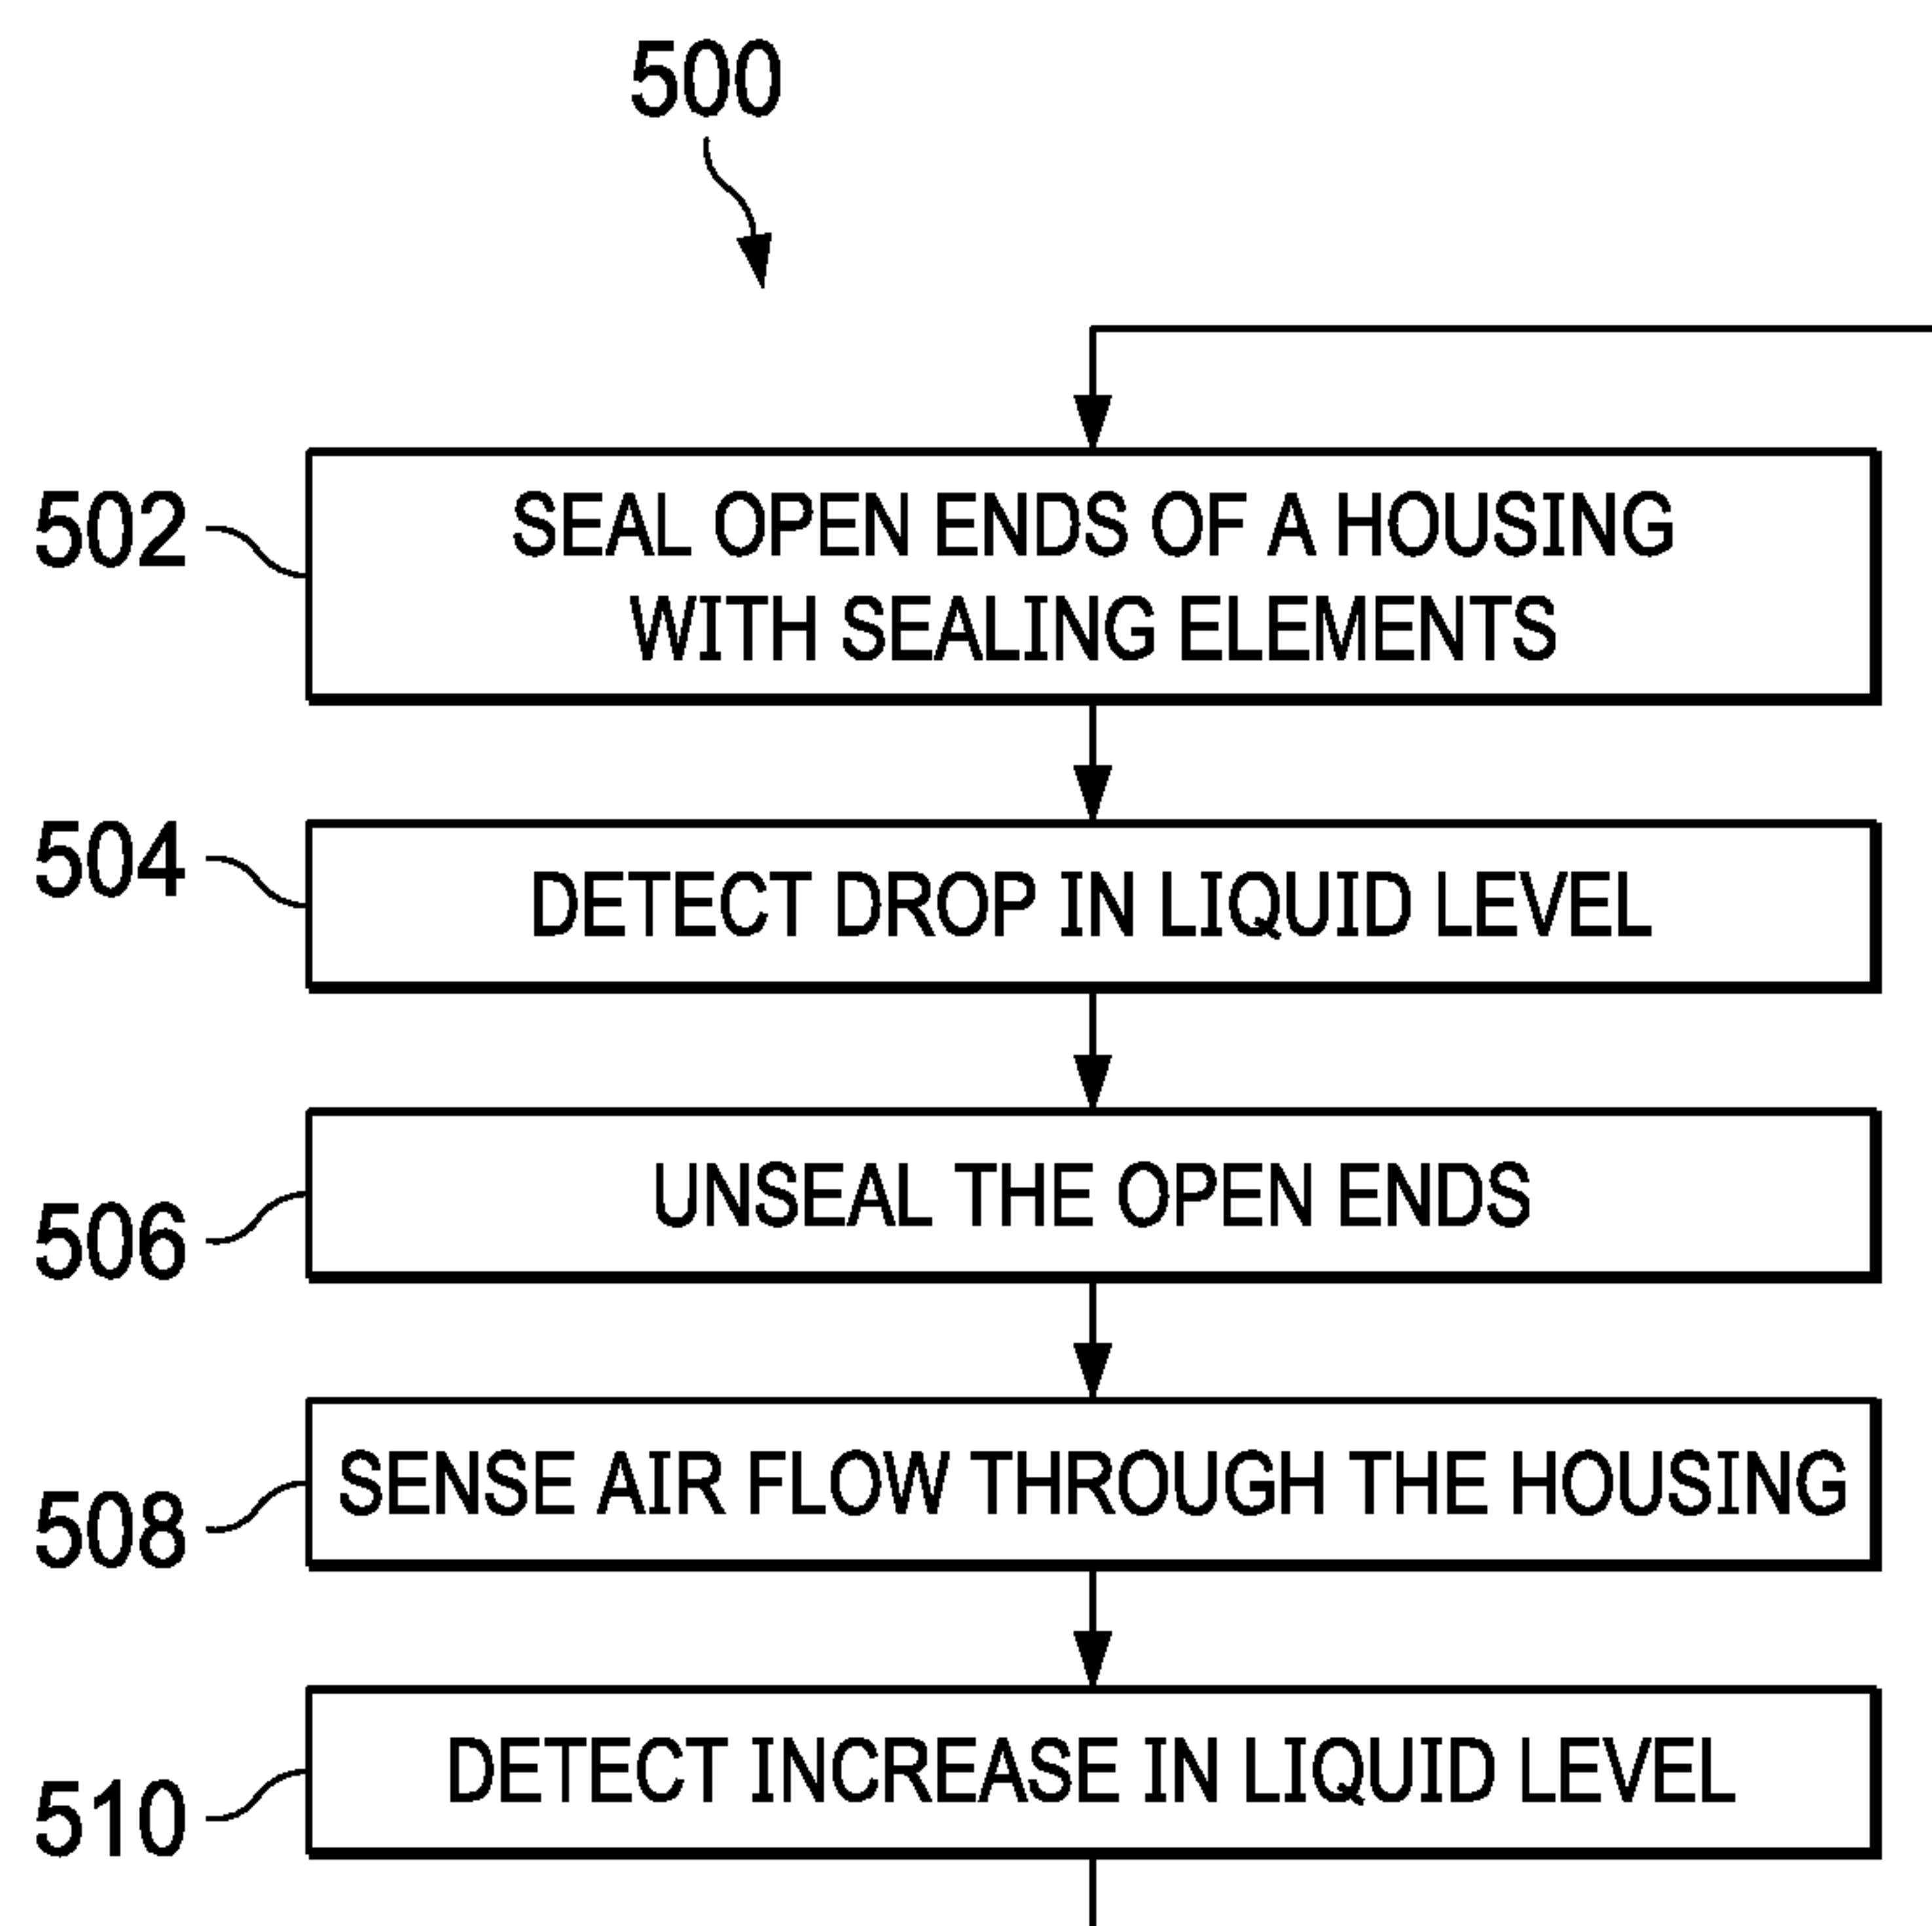 500
502
SEAL OPEN ENDS OF A HOUSING
WITH SEALING ELEMENTS
504
DETECT DROP IN LIQUID LEVEL
506
UNSEAL THE OPEN ENDS
508
SENSE AIR FLOW THROUGH THE HOUSING
510
DETECT INCREASE IN LIQUID LEVEL